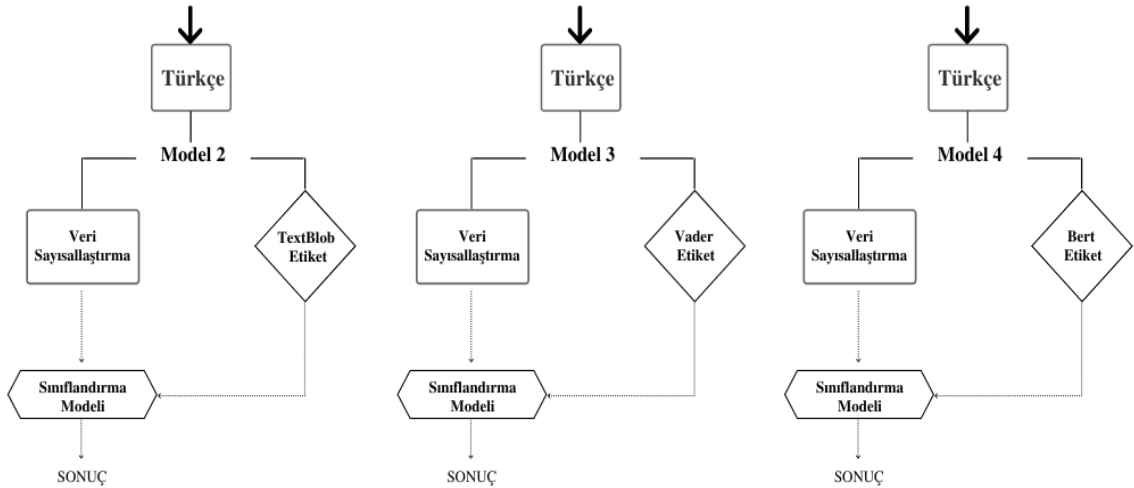 Türkçe
Model 2
Veri
Sayısallaştırma
TextBlob
Etiket
Sınıflandırma
Modeli
SONUÇ
Türkçe
Model 3
Veri
Sayısallaştırma
Vader
Etiket
Sınıflandırma
Modeli
SONUÇ
Türkçe
Model 4
Veri
Sayısallaştırma
Bert
Etiket
Sınıflandırma
Modeli
SONUÇ